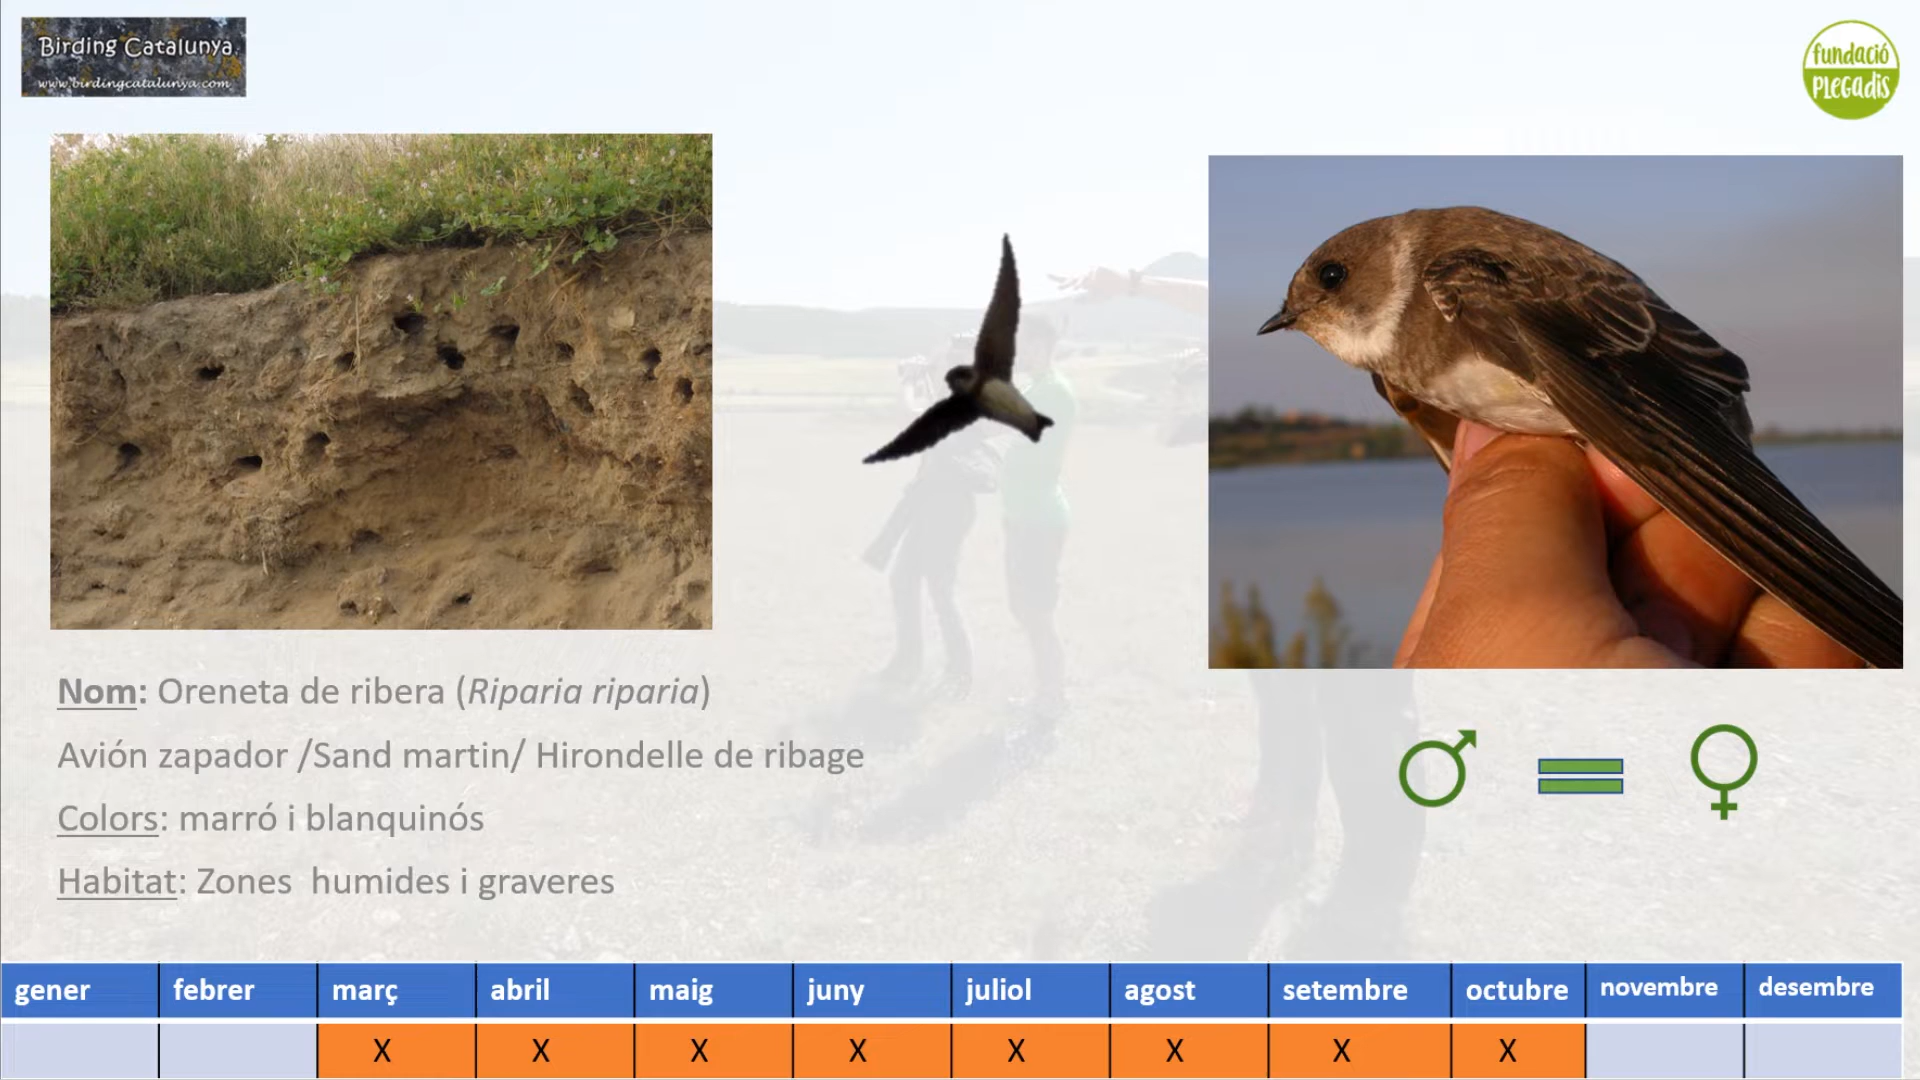 Birding Catalunya
www.birdingcatalunya.com
fundació
PLEGadis
Nom: Oreneta de ribera (Riparia riparia)
Avión zapador /Sand martin/ Hirondelle de ribage
Colors: marró i blanquinós
Habitat: Zones  humides i graveres
gener febrer març abril maig juny juliol agost setembre octubre novembre desembre
X X X X X X X X